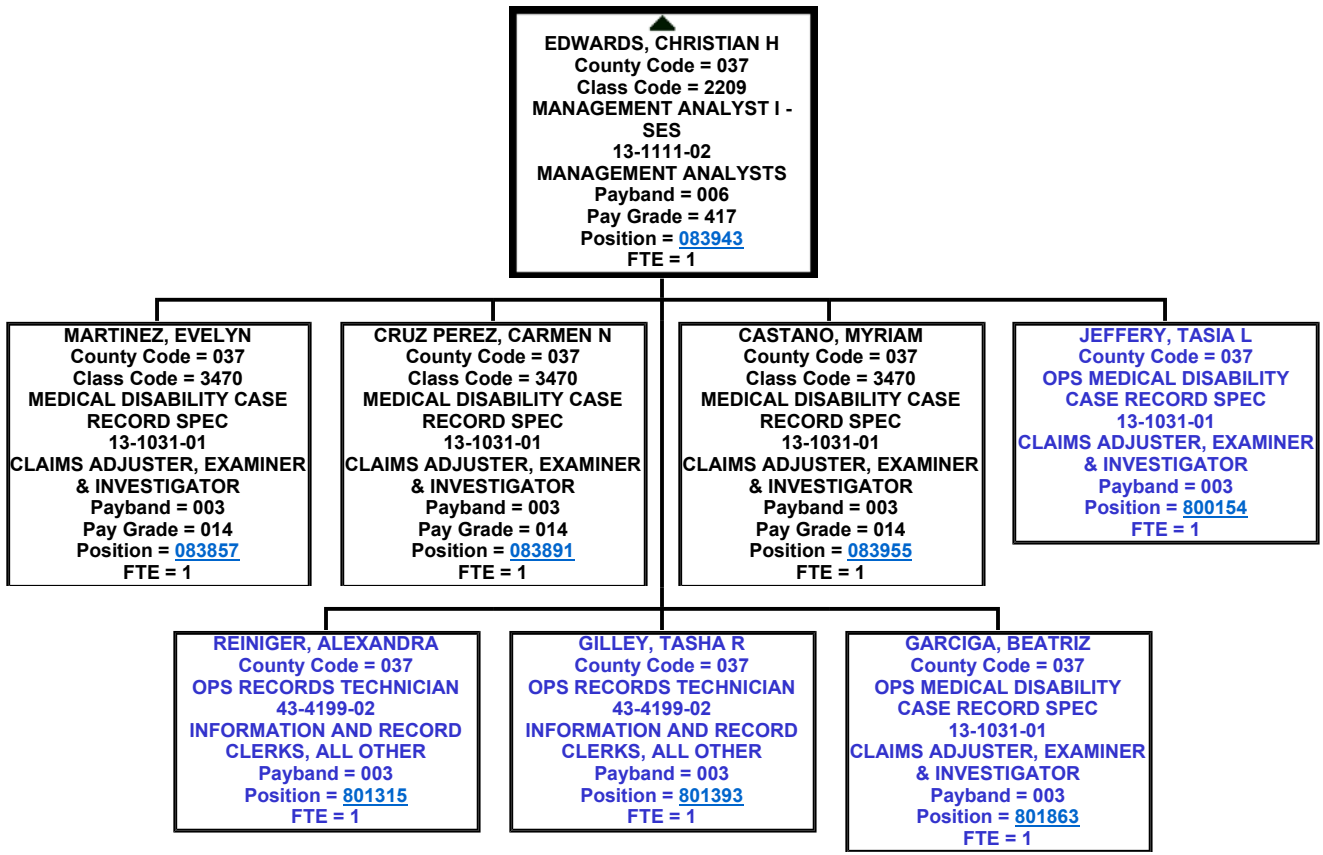 EDWARDS, CHRISTIAN H
County Code = 037
Class Code = 2209
MANAGEMENT ANALYST I -
SES
13-1111-02
MANAGEMENT ANALYSTS
Payband = 006
Pay Grade = 417
Position = 083943
FTE = 1
MARTINEZ, EVELYN
County Code = 037
Class Code = 3470
MEDICAL DISABILITY CASE
RECORD SPEC
13-1031-01
CLAIMS ADJUSTER, EXAMINER
& INVESTIGATOR
Payband = 003
Pay Grade = 014
Position = 083857
FTE = 1
CRUZ PEREZ, CARMEN N
County Code = 037
Class Code = 3470
MEDICAL DISABILITY CASE
RECORD SPEC
13-1031-01
CLAIMS ADJUSTER, EXAMINER
& INVESTIGATOR
Payband = 003
Pay Grade = 014
Position = 083891
FTE = 1
CASTANO, MYRIAM
County Code = 037
Class Code = 3470
MEDICAL DISABILITY CASE
RECORD SPEC
13-1031-01
CLAIMS ADJUSTER, EXAMINER
& INVESTIGATOR
Payband = 003
Pay Grade = 014
Position = 083955
FTE = 1
JEFFERY, TASIA L
County Code = 037
OPS MEDICAL DISABILITY
CASE RECORD SPEC
13-1031-01
CLAIMS ADJUSTER, EXAMINER
& INVESTIGATOR
Payband = 003
Position = 800154
FTE = 1
REINIGER, ALEXANDRA
County Code = 037
OPS RECORDS TECHNICIAN
43-4199-02
INFORMATION AND RECORD
CLERKS, ALL OTHER
Payband = 003
Position = 801315
FTE = 1
GILLEY, TASHA R
County Code = 037
OPS RECORDS TECHNICIAN
43-4199-02
INFORMATION AND RECORD
CLERKS, ALL OTHER
Payband = 003
Position = 801393
FTE = 1
GARCIGA, BEATRIZ
County Code = 037
OPS MEDICAL DISABILITY
CASE RECORD SPEC
13-1031-01
CLAIMS ADJUSTER, EXAMINER
& INVESTIGATOR
Payband = 003
Position = 801863
FTE = 1